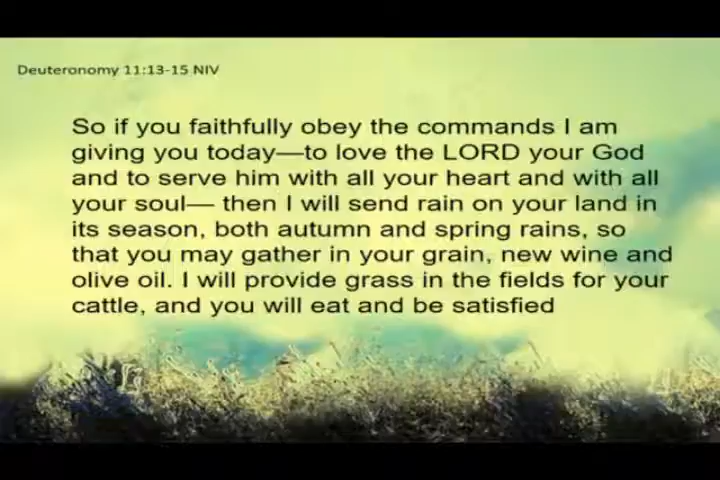 Deuteronomy 11:13-15 NIV
So if you faithfully obey the commands I am
giving you today—to love the LORD your God
and to serve him with all your heart and with all
your soul— then I will send rain on your land in
its season, both autumn and spring rains, so
that you may gather in your grain, new wine and
olive oil. I will provide grass in the fields for your
cattle, and you will eat and be satisfied